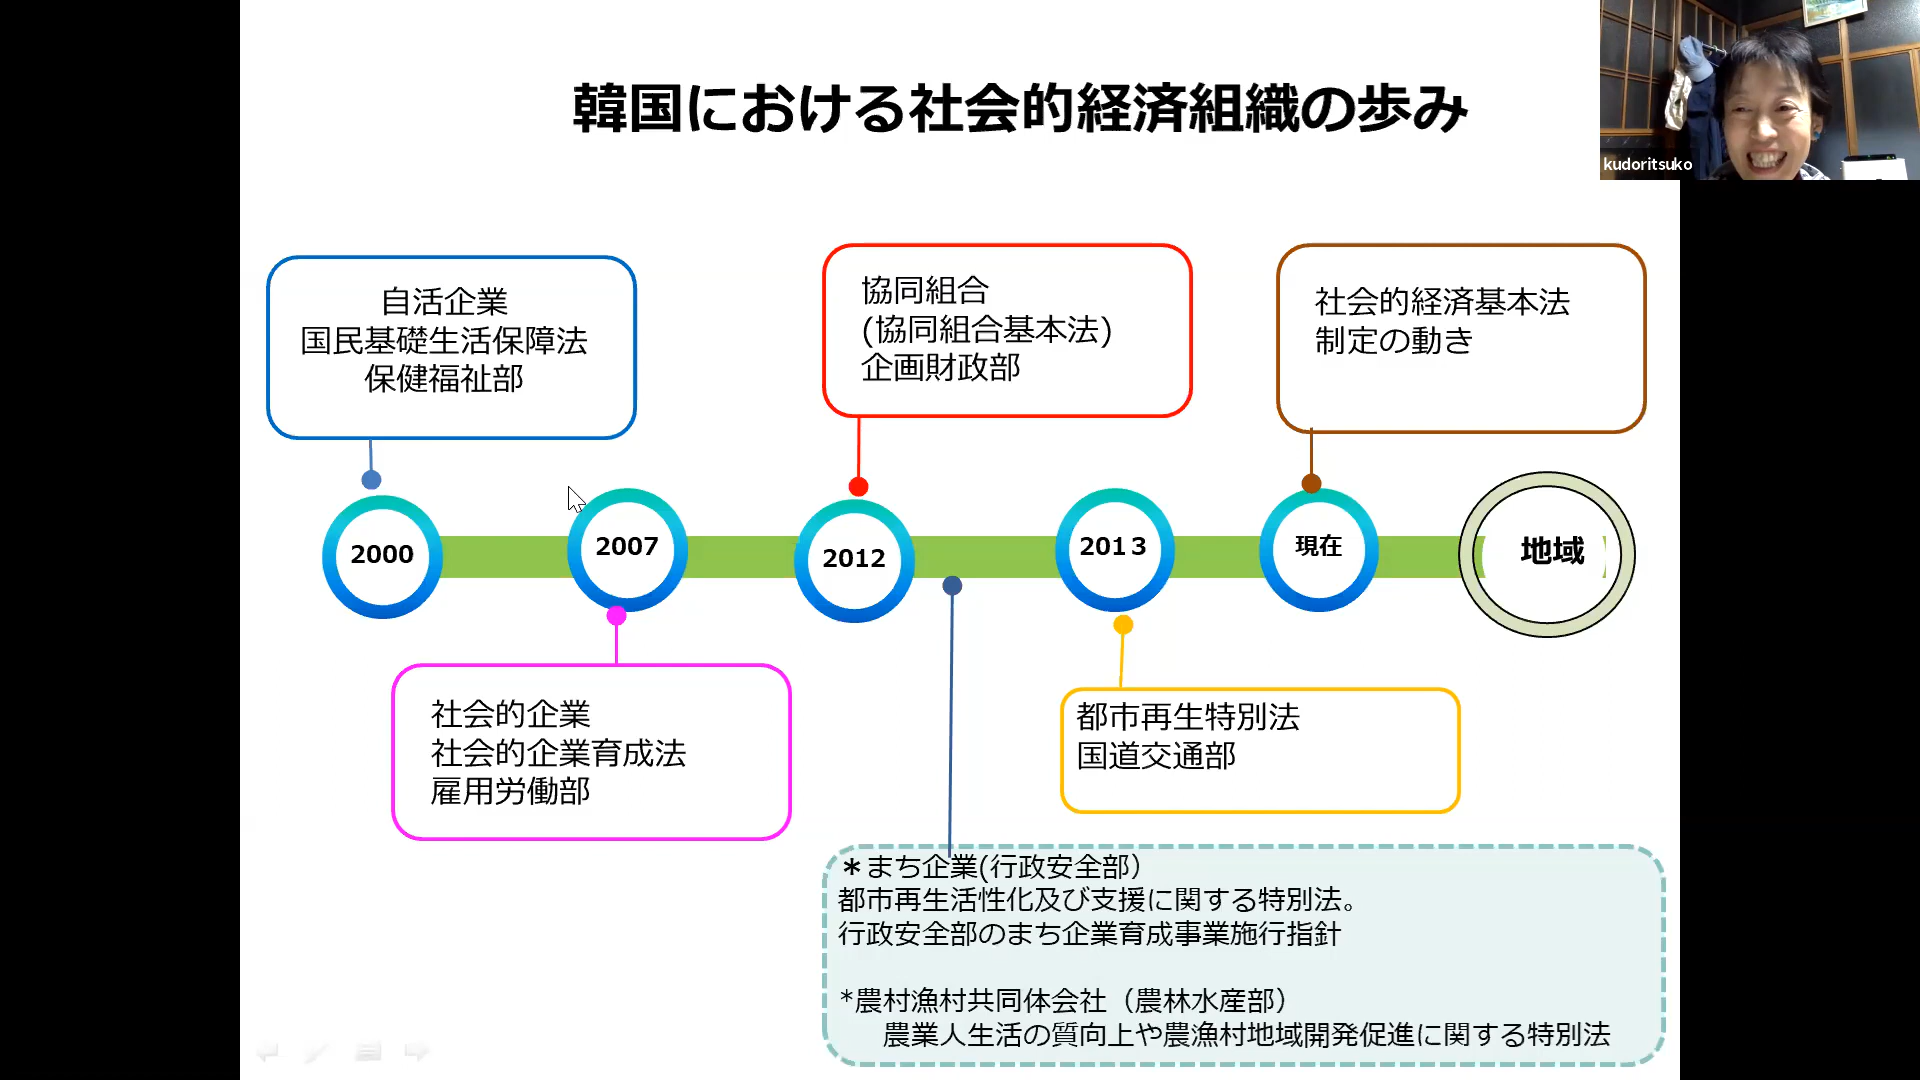 韓国における社会的経済組織の歩み
kudoritsuko
自活企業
国民基礎生活保障法
保健福祉部
協同組合
(協同組合基本法)
企画財政部
社会的経済基本法
制定の動き
2000
2007
2012
2013
現在
地域
社会的企業
社会的企業育成法
雇用労働部
都市再生特別法
国道交通部
＊まち企業(行政安全部）
都市再生活性化及び支援に関する特別法。
行政安全部のまち企業育成事業施行指針
*農村漁村共同体会社（農林水産部）
農業人生活の質向上や農漁村地域開発促進に関する特別法